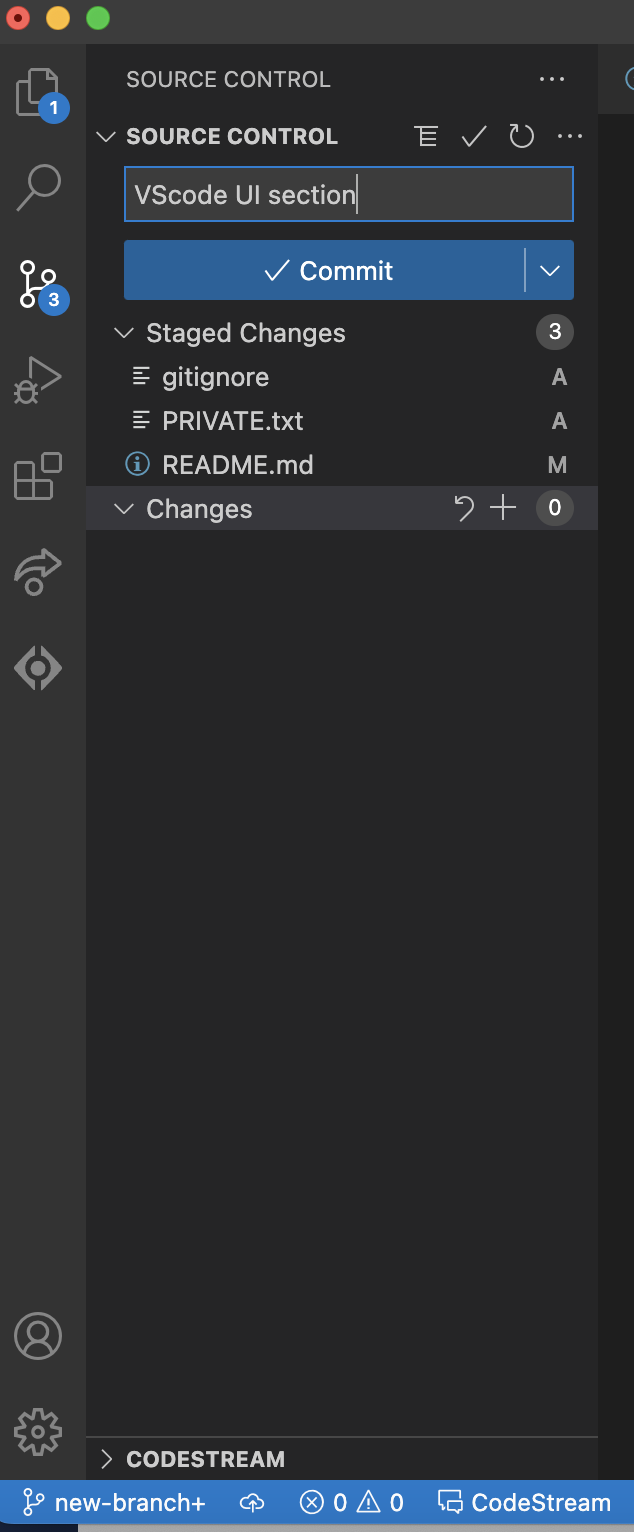 SOURCE CONTROL
1
SOURCE CONTROL
VScode UI section
Commit
3
Staged Changes 3
gitignore A
PRIVATE.txt A
README.md M
Changes 0
CODESTREAM
new-branch+ 0 0 CodeStream